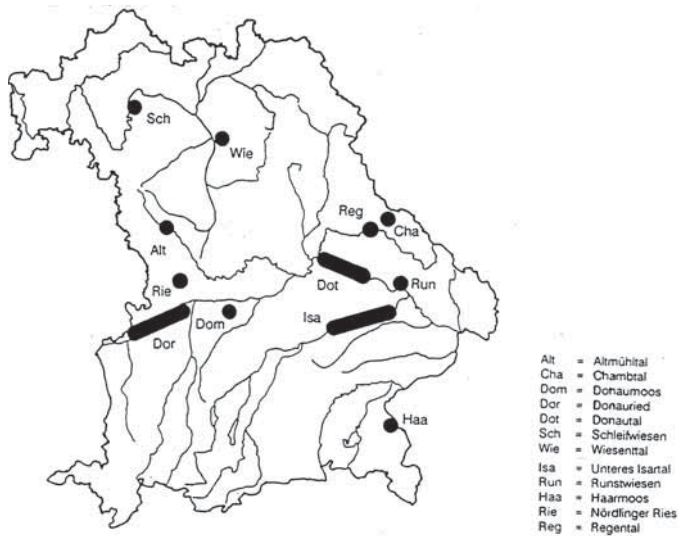 Sch
Wie
Reg
Cha
Alt
Rie
Dot
Run
Isa
Dom
Dor
Haa
Alt = Altmühltal
Cha = Chambtal
Dom = Donaumoos
Dor = Donauried
Dot = Donautal
Sch = Schleifwiesen
Wie = Wiesenttal
Isa = Unteres Isartal
Run = Runstwiesen
Haa = Haarmoos
Rie = Nördlinger Ries
Reg = Regental